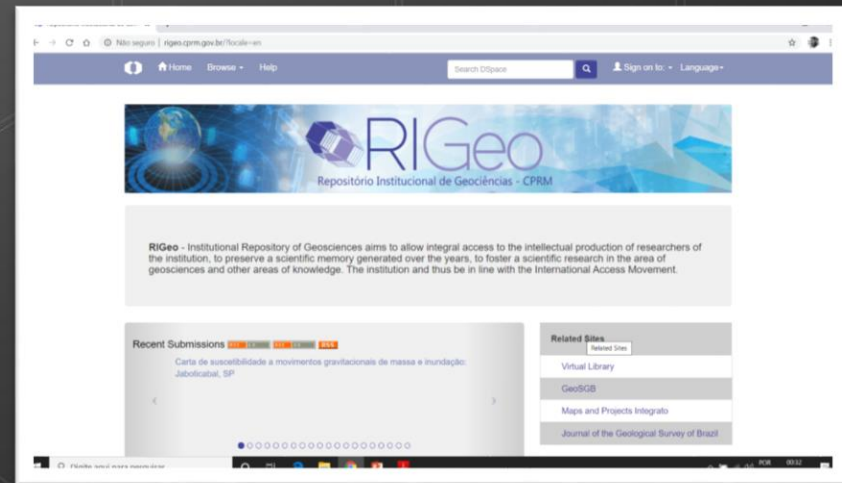 Não seguro | rigeo.cprm.gov.br/?locale=en
Home Browse Help Search DSpace Sign on to: Language
RIGeo
Repositório Institucional de Geociências - CPRM
RIGeo - Institutional Repository of Geosciences aims to allow integral access to the intellectual production of researchers of
the institution, to preserve a scientific memory generated over the years, to foster a scientific research in the area of
geosciences and other areas of knowledge. The institution and thus be in line with the International Access Movement.
Recent Submissions
Carta de suscetibilidade a movimentos gravitacionais de massa e inundação:
Jaboticabal, SP
Related Sites
Related Sites
Virtual Library
GeoSGB
Maps and Projects Integrato
Journal of the Geological Survey of Brazil
POR 00:32